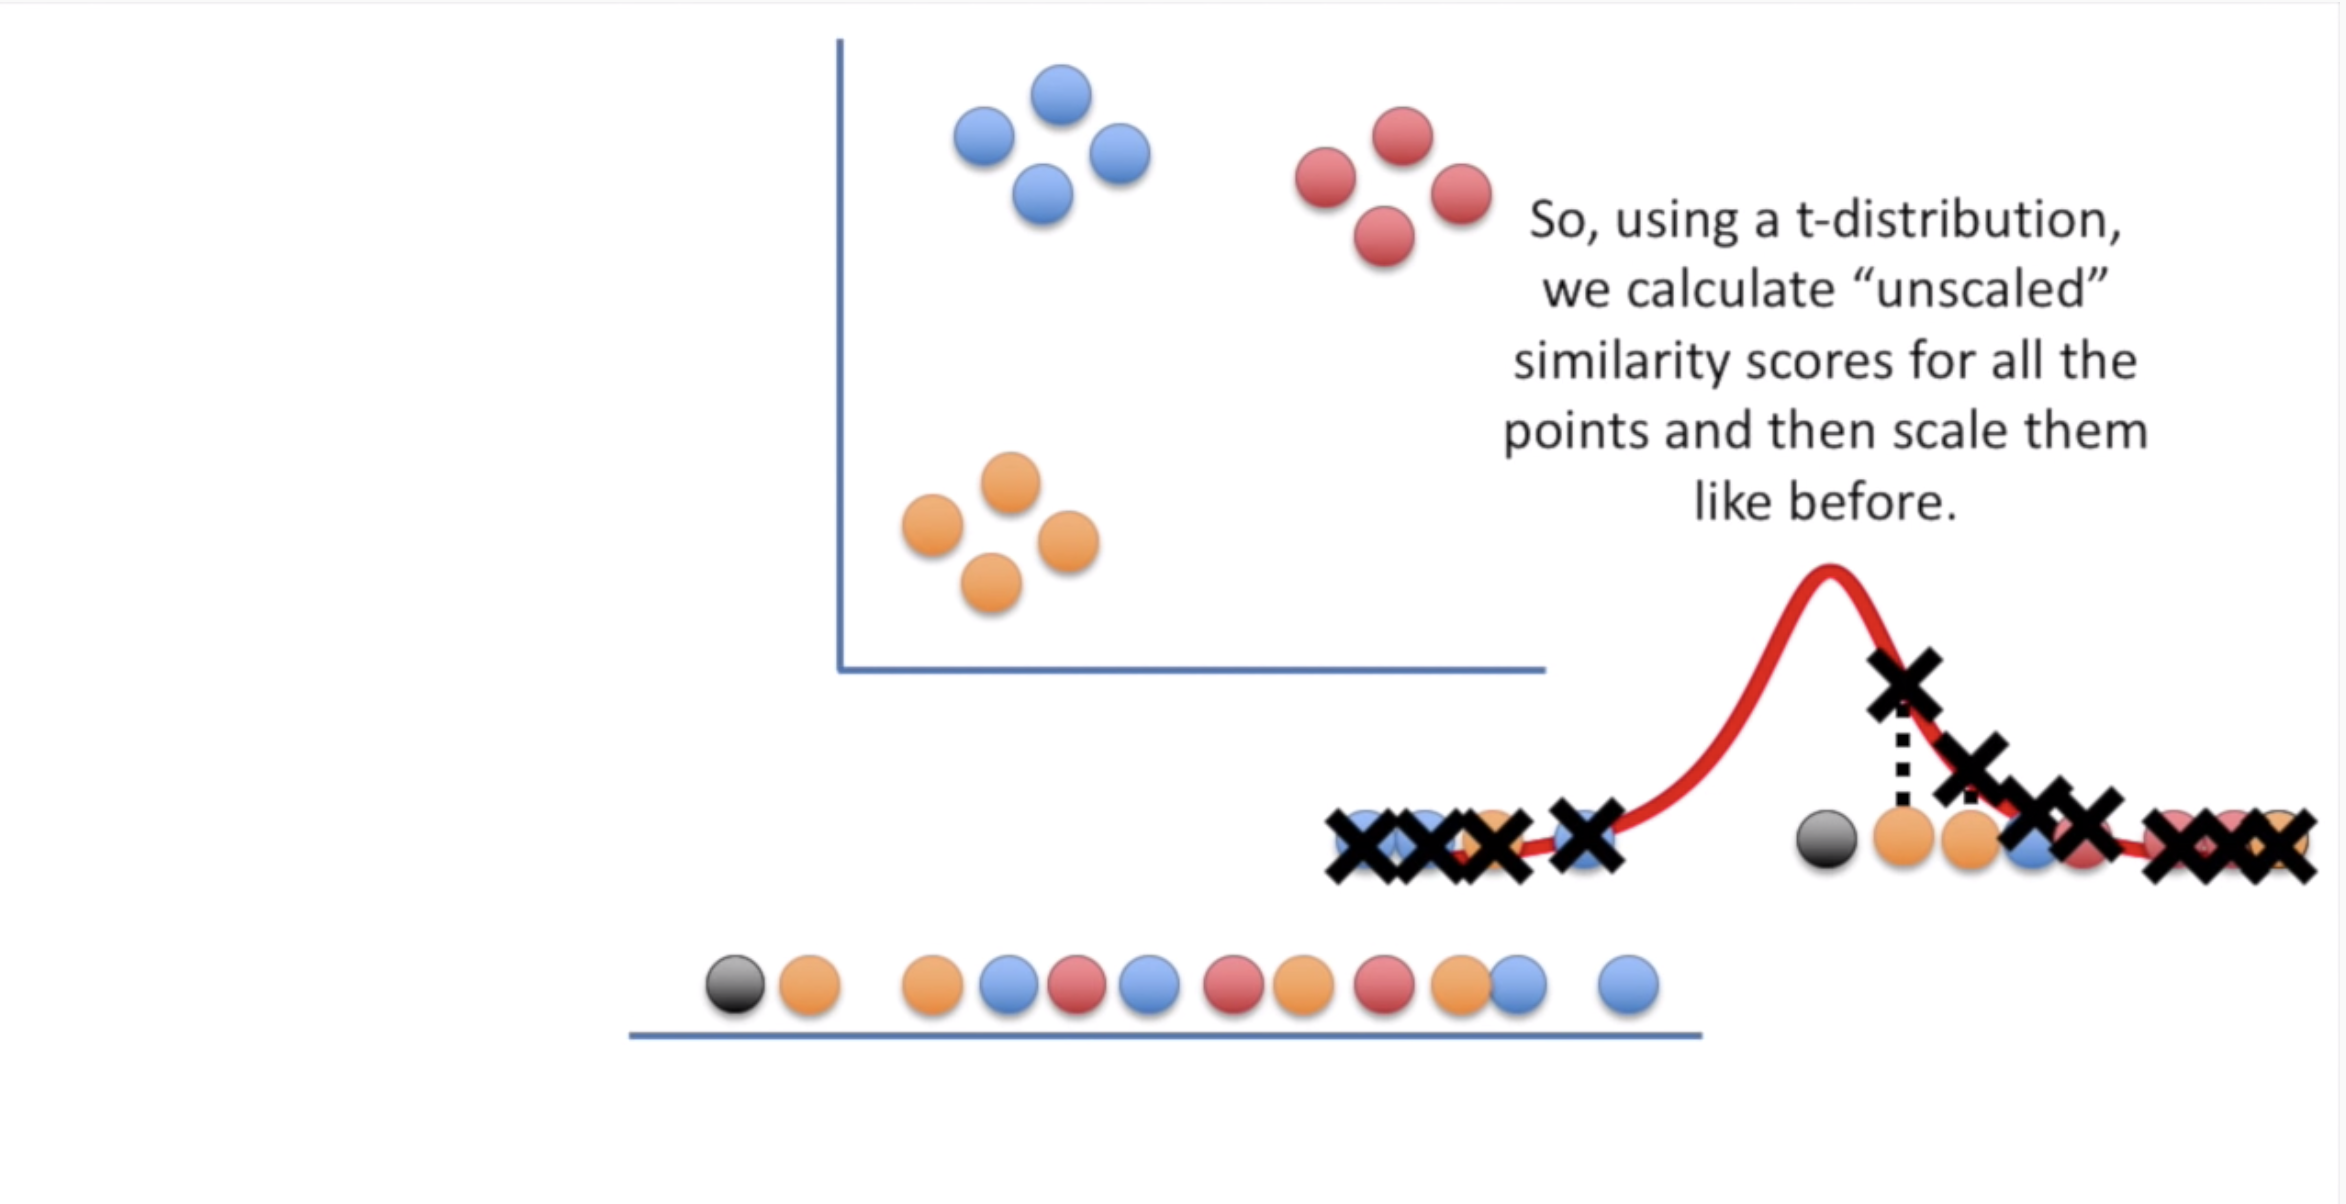 So, using a t-distribution,
we calculate “unscaled”
similarity scores for all the
points and then scale them
like before.